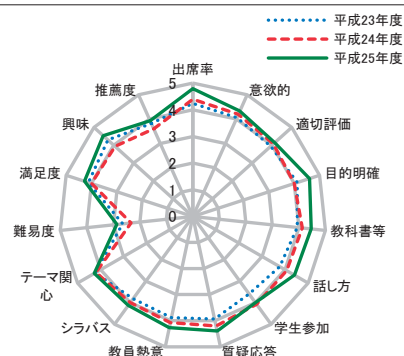 平成23年度
平成24年度
平成25年度
出席率
意欲的
適切評価
目的明確
教科書等
話し方
学生参加
質疑応答
教員熱意
シラバス
テーマ関
心
難易度
満足度
興味
推薦度
5
4
3
2
1
0